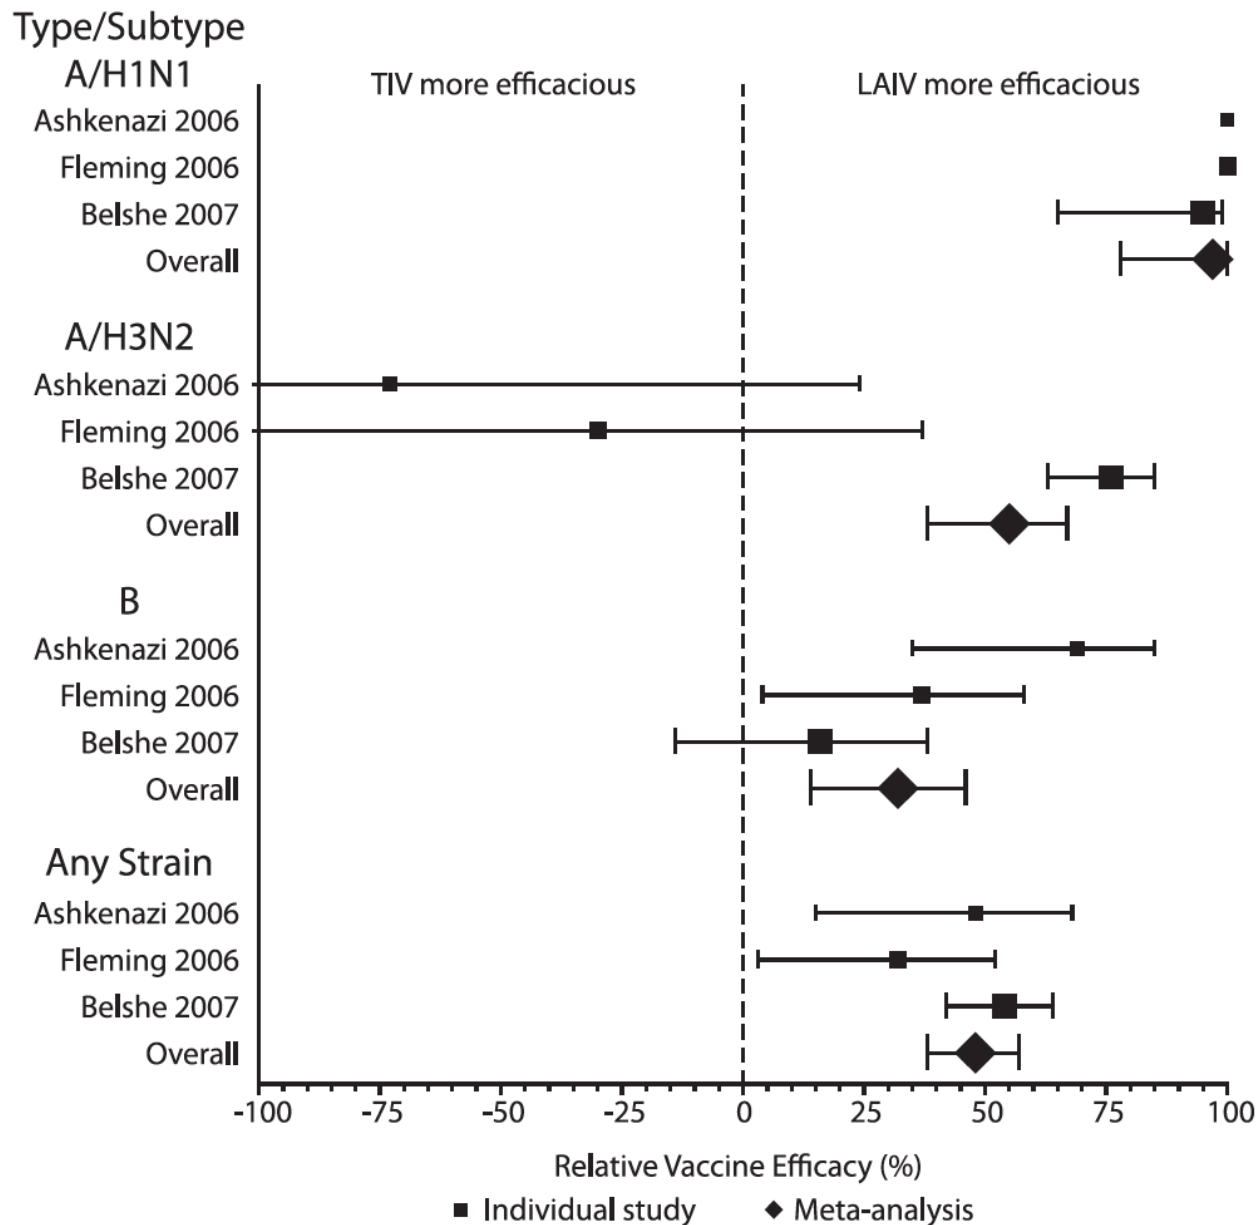 Type/Subtype
A/H1N1
TIV more efficacious
LAIV more efficacious
Ashkenazi 2006
Fleming 2006
Belshe 2007
Overall
A/H3N2
Ashkenazi 2006
Fleming 2006
Belshe 2007
Overall
B
Ashkenazi 2006
Fleming 2006
Belshe 2007
Overall
Any Strain
Ashkenazi 2006
Fleming 2006
Belshe 2007
Overall
-100 -75 -50 -25 0 25 50 75 100
Relative Vaccine Efficacy (%)
Individual study Meta-analysis